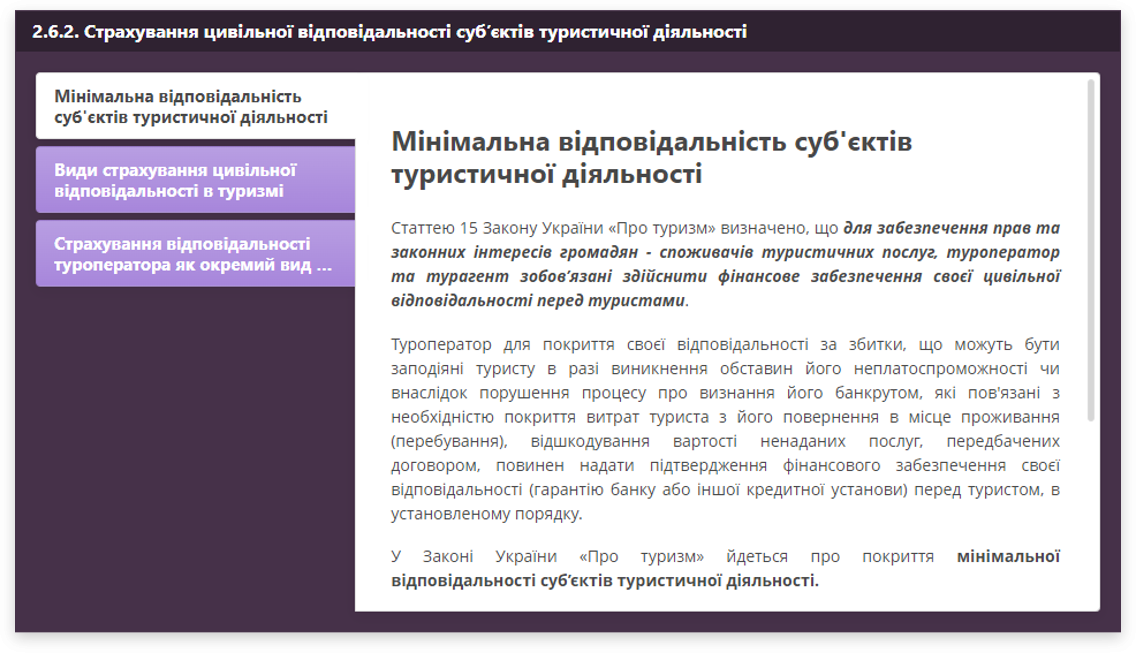 2.6.2. Страхування цивільної відповідальності суб′єктів туристичної діяльності
Мінімальна відповідальність
суб'єктів туристичної діяльності
Види страхування цивільної
відповідальності в туризмі
Страхування відповідальності
туроператора як окремий вид ...
Мінімальна відповідальність суб'єктів
туристичної діяльності
Статтею 15 Закону України «Про туризм» визначено, що для забезпечення прав та
законних інтересів громадян - споживачів туристичних послуг, туроператор
та турагент зобов’язані здійснити фінансове забезпечення своєї цивільної
відповідальності перед туристами.
Туроператор для покриття своєї відповідальності за збитки, що можуть бути
заподіяні туристу в разі виникнення обставин його неплатоспроможності чи
внаслідок порушення процесу про визнання його банкрутом, які пов'язані з
необхідністю покриття витрат туриста з його повернення в місце проживання
(перебування), відшкодування вартості ненаданих послуг, передбачених
договором, повинен надати підтвердження фінансового забезпечення своєї
відповідальності (гарантію банку або іншої кредитної установи) перед туристом, в
установленому порядку.
У Законі України «Про туризм» йдеться про покриття мінімальної
відповідальності суб’єктів туристичної діяльності.